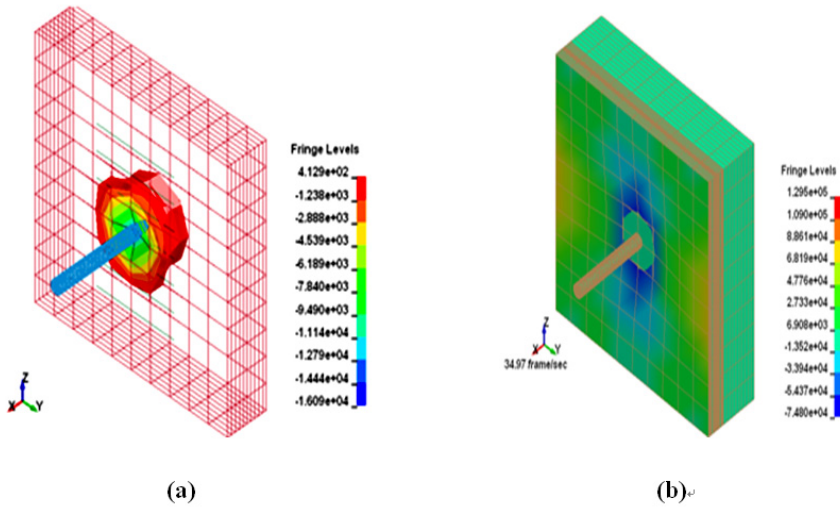 Fringe Levels
4.129e+02
-1.238e+03
-2.888e+03
-4.539e+03
-6.189e+03
-7.840e+03
-9.490e+03
-1.114e+04
-1.279e+04
-1.444e+04
-1.609e+04
Z
X Y
(a)
Fringe Levels
1.295e+05
1.090e+05
8.861e+04
6.819e+04
4.776e+04
2.733e+04
6.908e+03
-1.352e+04
-3.394e+04
-5.437e+04
-7.480e+04
Z
X Y
34.97 frame/sec
(b)